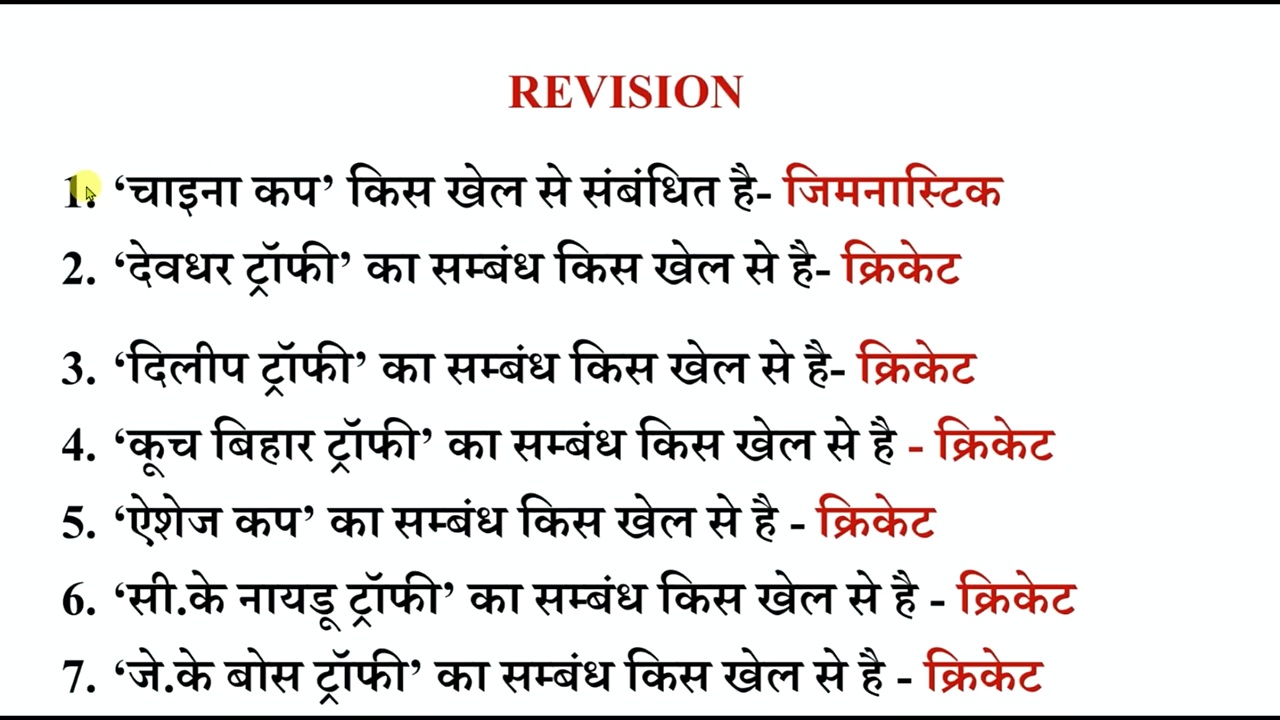 REVISION
1. ‘चाइना कप’ किस खेल से संबंधित है- जिमनास्टिक
2. ‘देवधर ट्रॉफी’ का सम्बंध किस खेल से है- क्रिकेट
3. ‘दिलीप ट्रॉफी’ का सम्बंध किस खेल से है- क्रिकेट
4. ‘कूच बिहार ट्रॉफी’ का सम्बंध किस खेल से है - क्रिकेट
5. ‘ऐशेज कप’ का सम्बंध किस खेल से है - क्रिकेट
6. ‘सी.के नायडू ट्रॉफी’ का सम्बंध किस खेल से है - क्रिकेट
7. ‘जे.के बोस ट्रॉफी’ का सम्बंध किस खेल से है - क्रिकेट